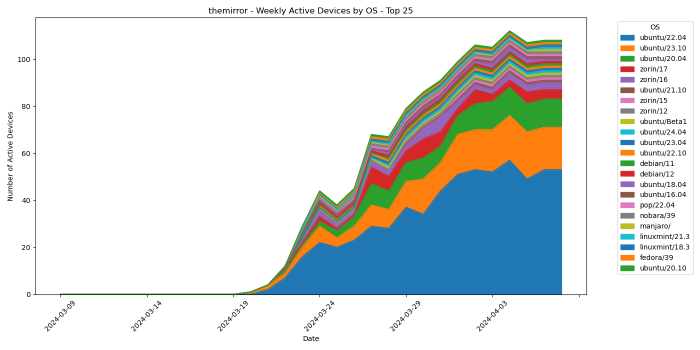 themirror - Weekly Active Devices by OS - Top 25
Number of Active Devices
100
80
60
40
20
0
2024-03-09
2024-03-14
2024-03-19
2024-03-24
2024-03-29
2024-04-03
Date
OS
ubuntu/22.04
ubuntu/23.10
ubuntu/20.04
zorin/17
zorin/16
ubuntu/21.10
zorin/15
zorin/12
ubuntu/Beta1
ubuntu/24.04
ubuntu/23.04
ubuntu/22.10
debian/11
debian/12
ubuntu/18.04
ubuntu/16.04
pop/22.04
nobara/39
manjaro/
linuxmint/21.3
linuxmint/18.3
fedora/39
ubuntu/20.10